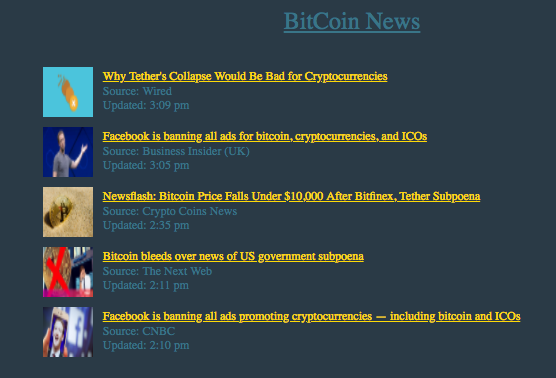 BitCoin News
Why Tether's Collapse Would Be Bad for Cryptocurrencies
Source: Wired
Updated: 3:09 pm
Facebook is banning all ads for bitcoin, cryptocurrencies, and ICOs
Source: Business Insider (UK)
Updated: 3:05 pm
Newsflash: Bitcoin Price Falls Under $10,000 After Bitfinex, Tether Subpoena
Source: Crypto Coins News
Updated: 2:35 pm
Bitcoin bleeds over news of US government subpoena
Source: The Next Web
Updated: 2:11 pm
Facebook is banning all ads promoting cryptocurrencies — including bitcoin and ICOs
Source: CNBC
Updated: 2:10 pm